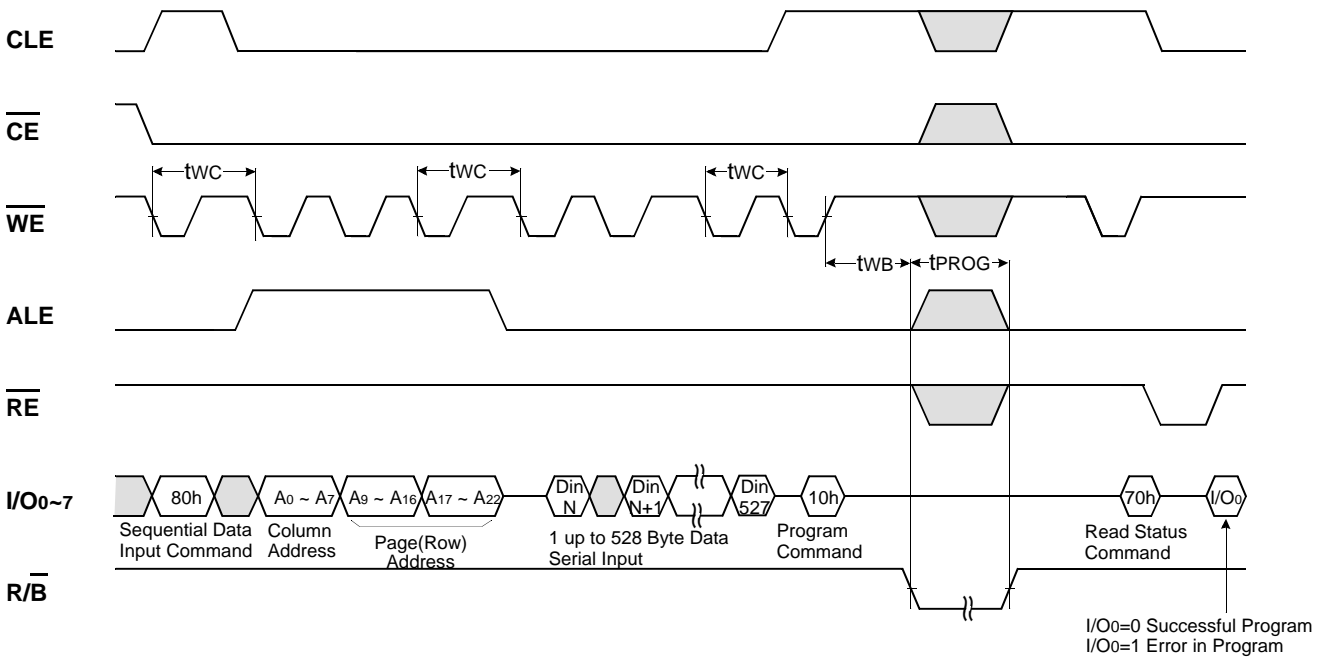 CLE
CE
tWC tWC tWC
WE
tWB tPROG
ALE
RE
I/O0~7 80h A0 ~ A7 A9 ~ A16 A17 ~ A22 Din N Din N+1 Din 527 10h 70h I/O0
Sequential Data Input Command
Column Address
Page(Row) Address
1 up to 528 Byte Data Serial Input
Program Command
Read Status Command
R/B
I/O0=0 Successful Program
I/O0=1 Error in Program